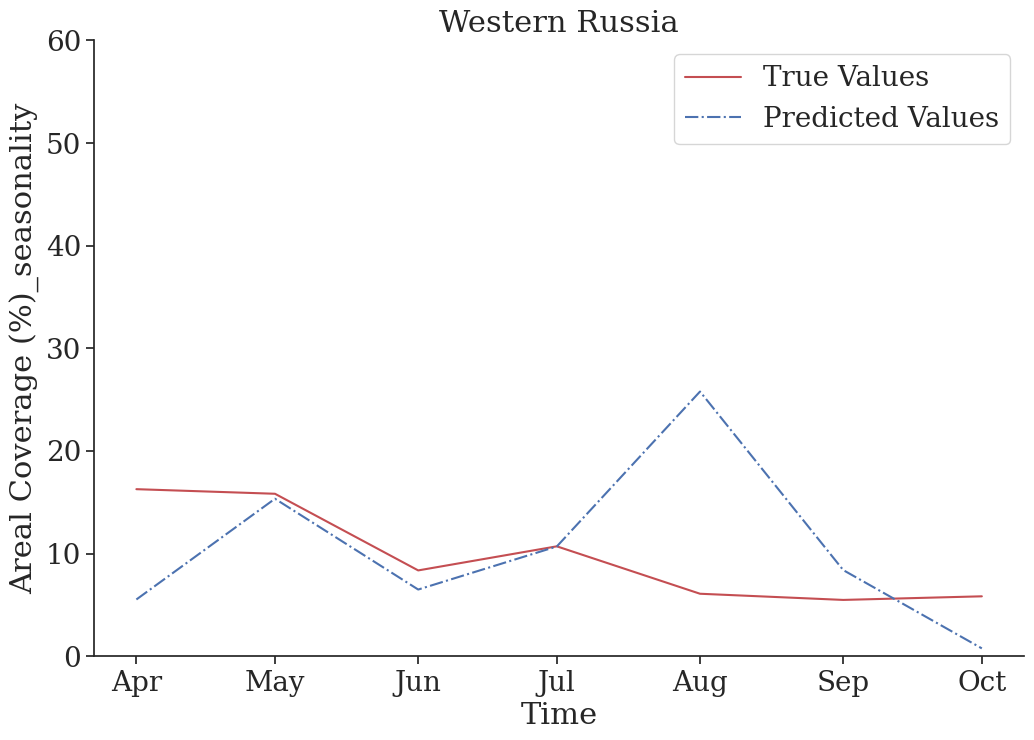 Western Russia
True Values
Predicted Values
Areal Coverage (%)_seasonality
60
50
40
30
20
10
0
Apr May Jun Jul Aug Sep Oct
Time